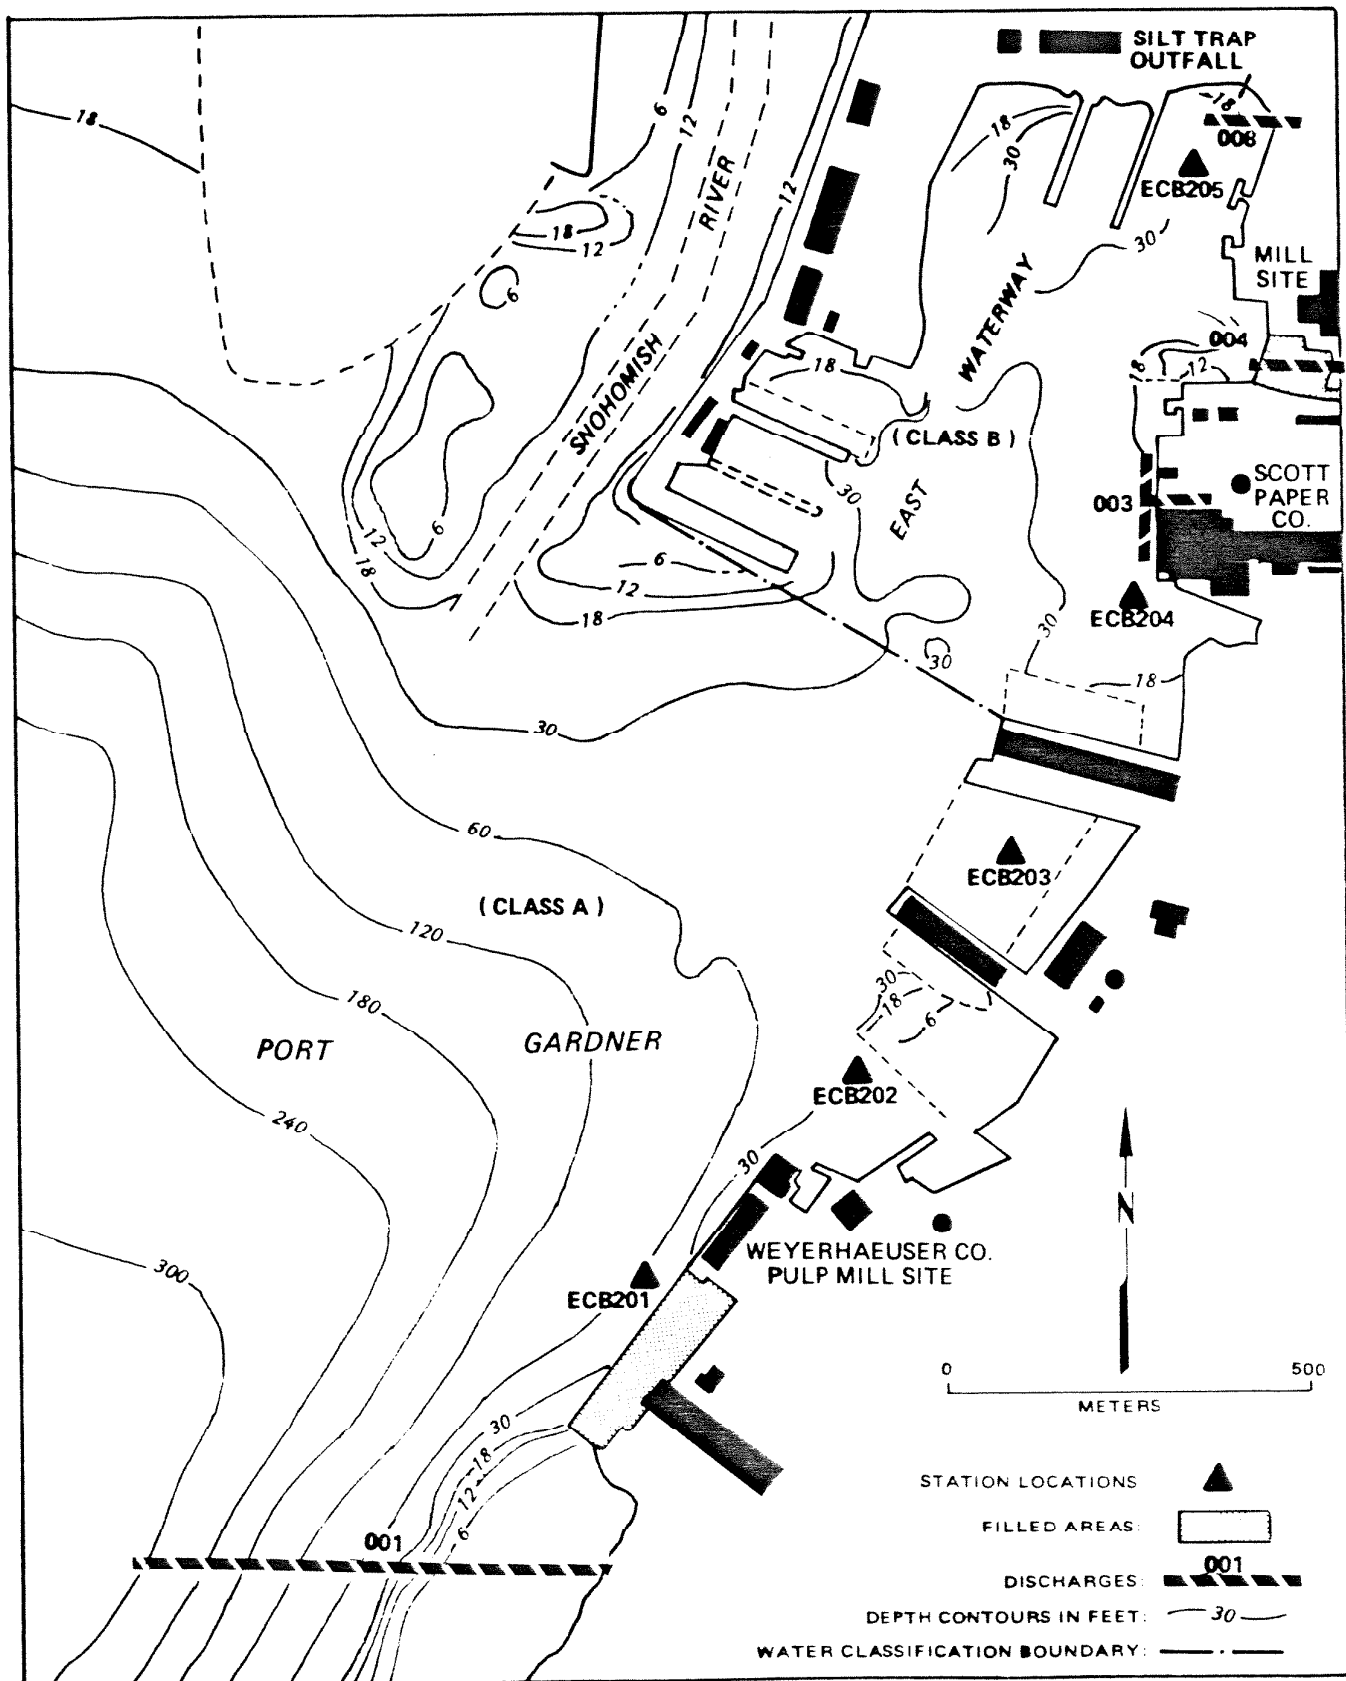 SILT TRAP
OUTFALL
18
6
12
18
008
18
30
ECB205
RIVER
12
18
12
30
MILL
SITE
6
WATERWAY
004
18
18
12
SNOHOMISH
(CLASS B)
30
EAST
SCOTT
PAPER
CO.
003
6
12
18
6
12
18
30
ECB204
30
18
30
60
ECB203
(CLASS A)
120
30
18
6
180
PORT GARDNER
ECB202
240
30
N
WEYERHAEUSER CO.
PULP MILL SITE
300
ECB201
0 500
METERS
30
18
12
6
001
STATION LOCATIONS
FILLED AREAS:
001
DISCHARGES:
DEPTH CONTOURS IN FEET: 30
WATER CLASSIFICATION BOUNDARY: